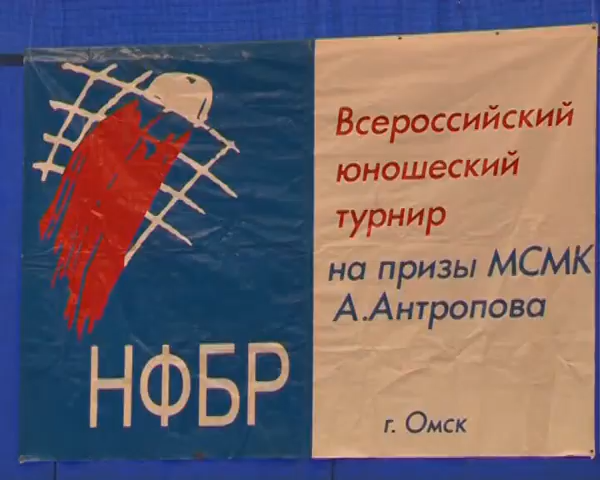 НФБР
Всероссийский
юношеский
турнир
на призы МСМК
А.Антропова
г. Омск